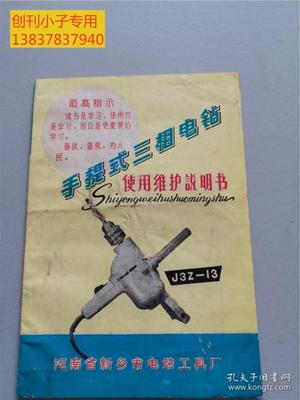 创刊小子专用
13837837940
最高指示
读书是学习，使用也
是学习，而且是更重要的
学习。
备战、备荒、为人
民。
手提式三相电钻
使用维护説明书
Shiyongweihushuomingshu
J3Z-13
河南省新乡市电动工具厂
孔夫子旧书网